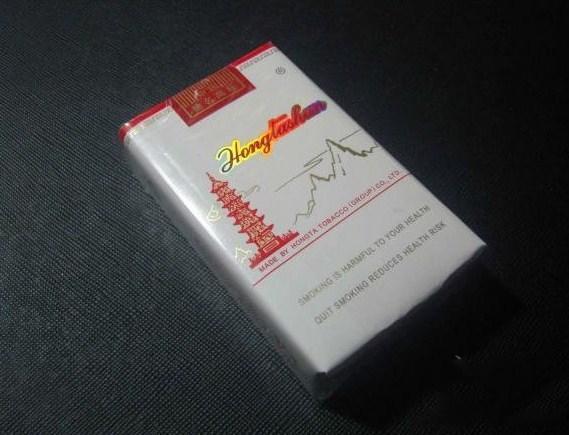 ®
Hongtashan
MADE BY HONGTA TOBACCO (GROUP) CO., LTD.
SMOKING IS HARMFUL TO YOUR HEALTH
QUIT SMOKING REDUCES HEALTH RISK